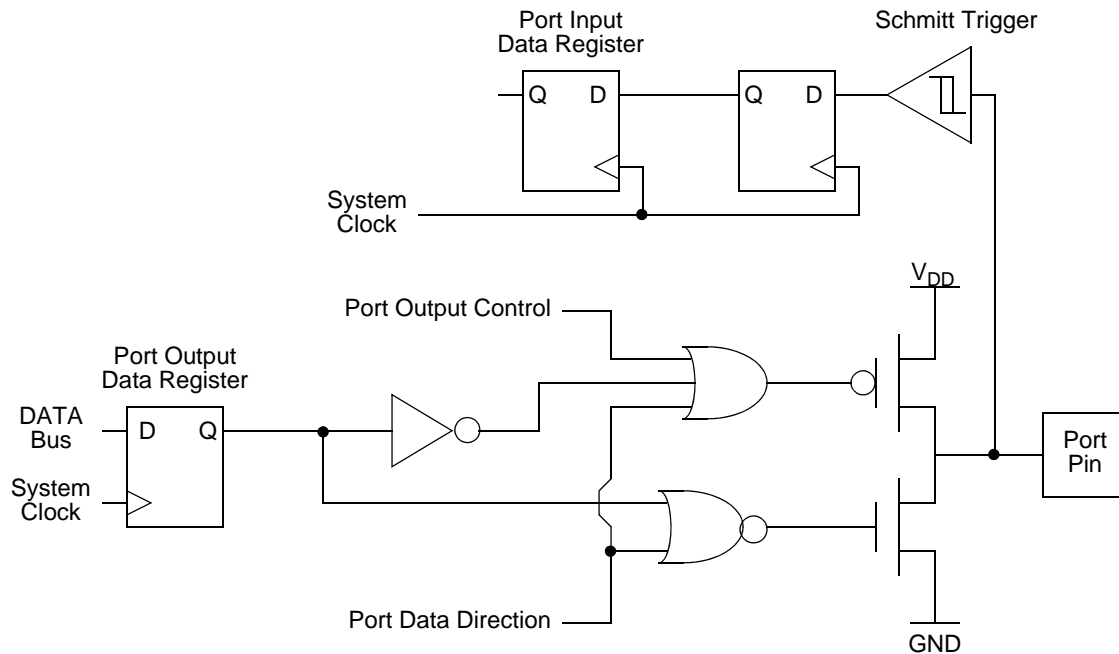 Port Input
Data Register
Schmitt Trigger
Q
D
Q
D
System
Clock
VDD
Port Output Control
Port Output
Data Register
DATA
Bus
D
Q
System
Clock
Port
Pin
Port Data Direction
GND